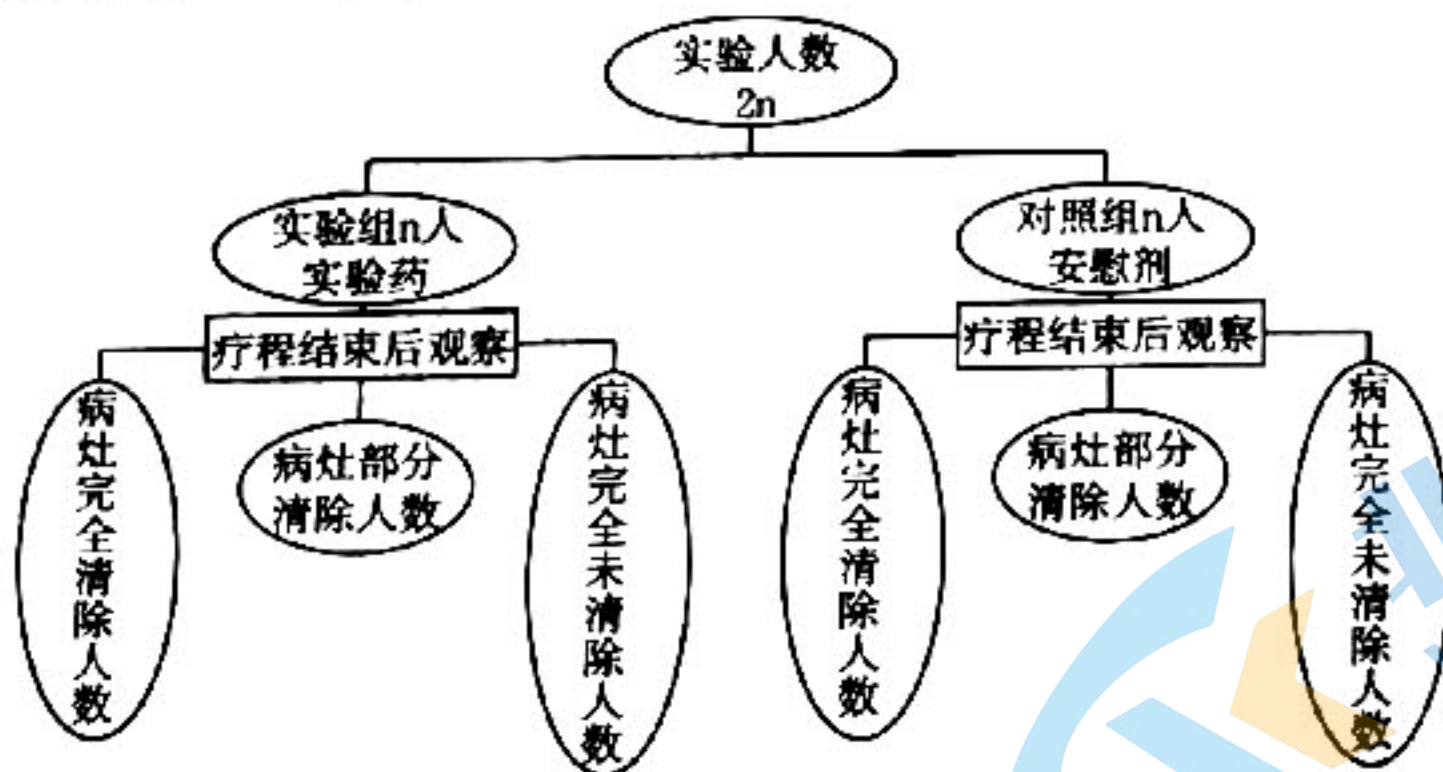 实验人数
2n
实验组n人
实验药
对照组n人
安慰剂
疗程结束后观察
疗程结束后观察
病灶完全清除人数
病灶部分
清除人数
病灶完全未清除人数
病灶完全清除人数
病灶部分
清除人数
病灶完全未清除人数